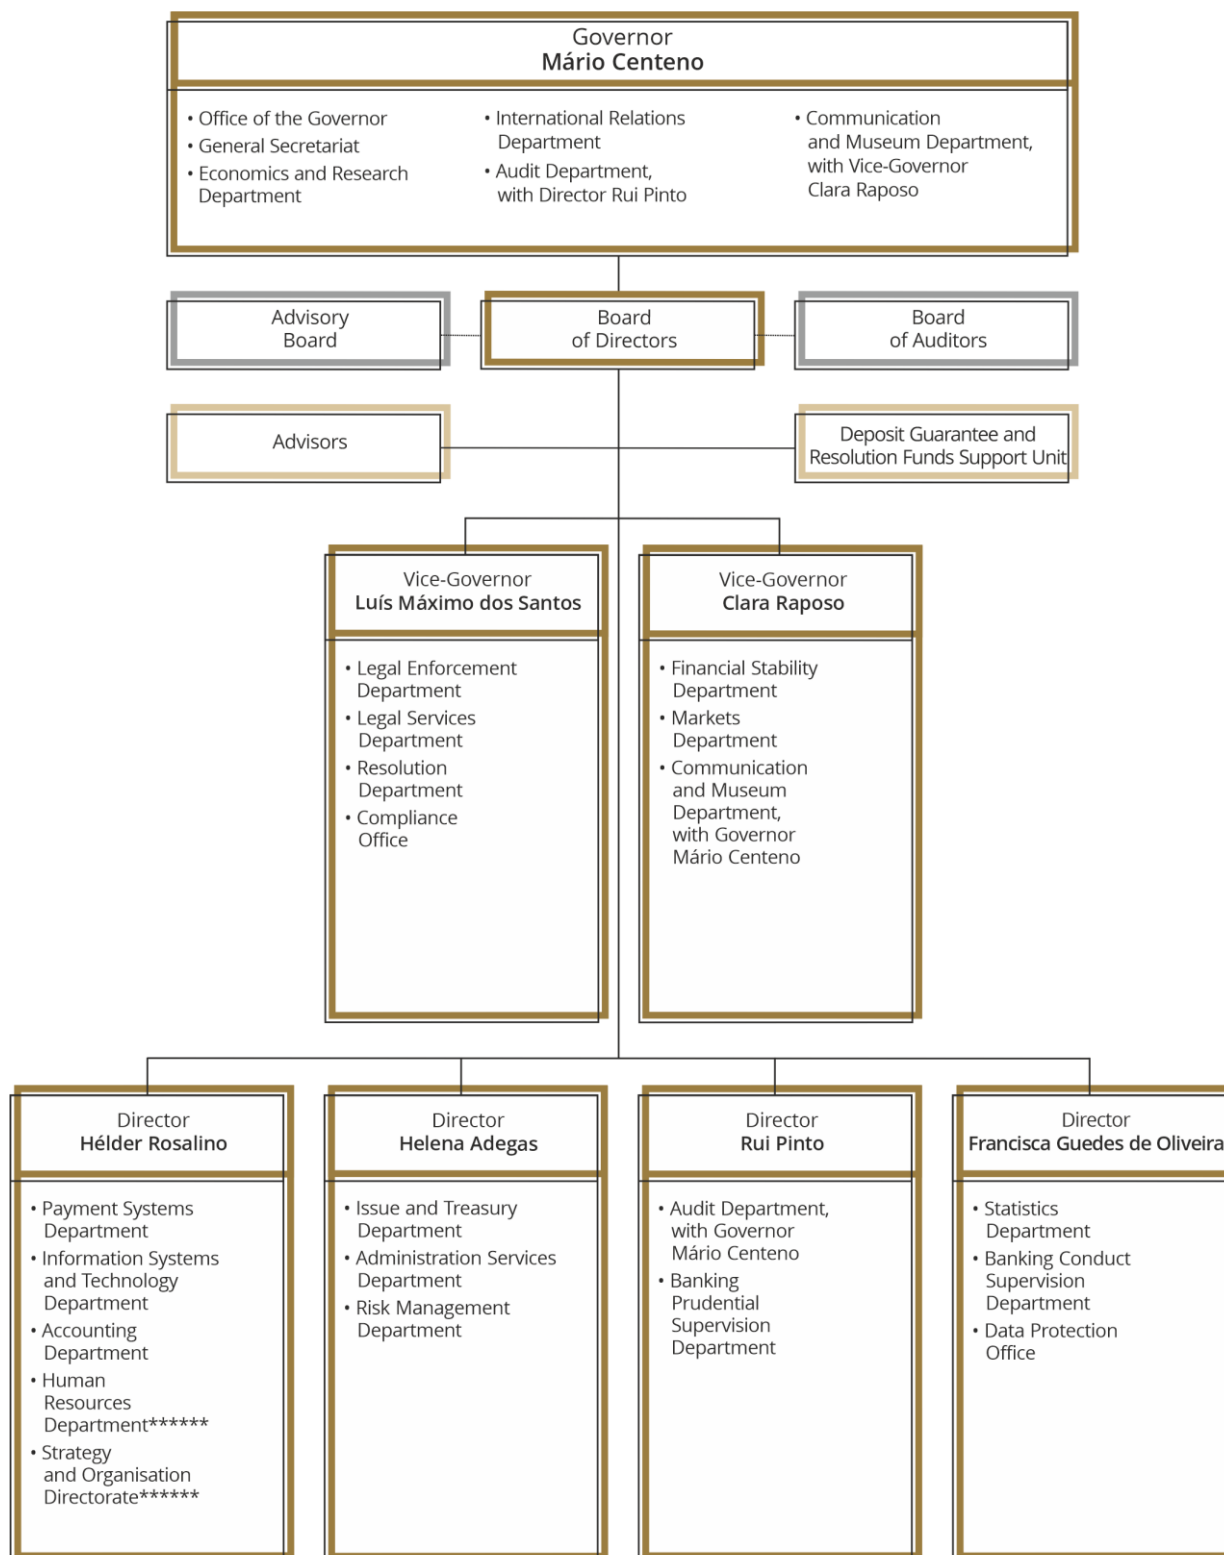 Governor
Mário Centeno
• Office of the Governor
• General Secretariat
• Economics and Research
Department
• International Relations
Department
• Audit Department,
with Director Rui Pinto
• Communication
and Museum Department,
with Vice-Governor
Clara Raposo
Advisory
Board
Board
of Directors
Board
of Auditors
Advisors
Deposit Guarantee and
Resolution Funds Support Unit
Vice-Governor
Luís Máximo dos Santos
• Legal Enforcement
Department
• Legal Services
Department
• Resolution
Department
• Compliance
Office
Vice-Governor
Clara Raposo
• Financial Stability
Department
• Markets
Department
• Communication
and Museum
Department,
with Governor
Mário Centeno
Director
Hélder Rosalino
• Payment Systems
Department
• Information Systems
and Technology
Department
• Accounting
Department
• Human
Resources
Department******
• Strategy
and Organisation
Directorate******
Director
Helena Adegas
• Issue and Treasury
Department
• Administration Services
Department
• Risk Management
Department
Director
Rui Pinto
• Audit Department,
with Governor
Mário Centeno
• Banking
Prudential
Supervision
Department
Director
Francisca Guedes de Oliveira
• Statistics
Department
• Banking Conduct
Supervision
Department
• Data Protection
Office